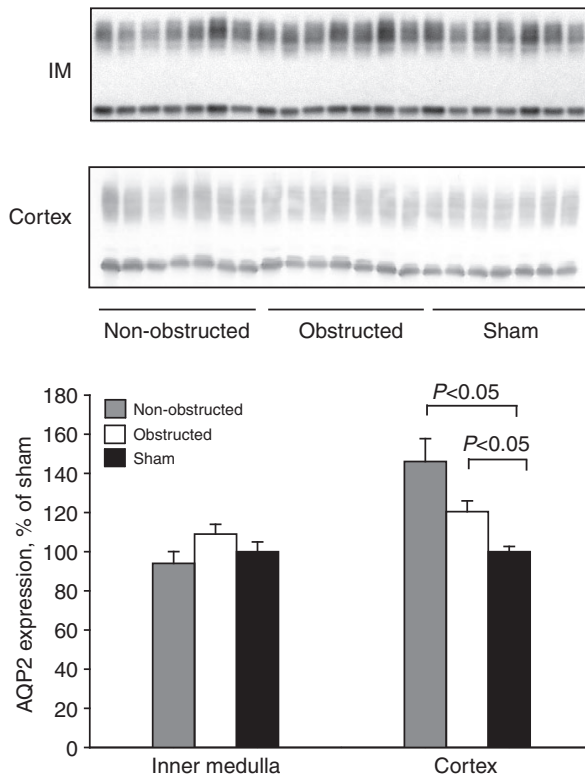 IM
Cortex
Non-obstructed
Obstructed
Sham
AQP2 expression, % of sham
180
160
140
120
100
80
60
40
20
0
Non-obstructed
Obstructed
Sham
P<0.05
P<0.05
Inner medulla
Cortex